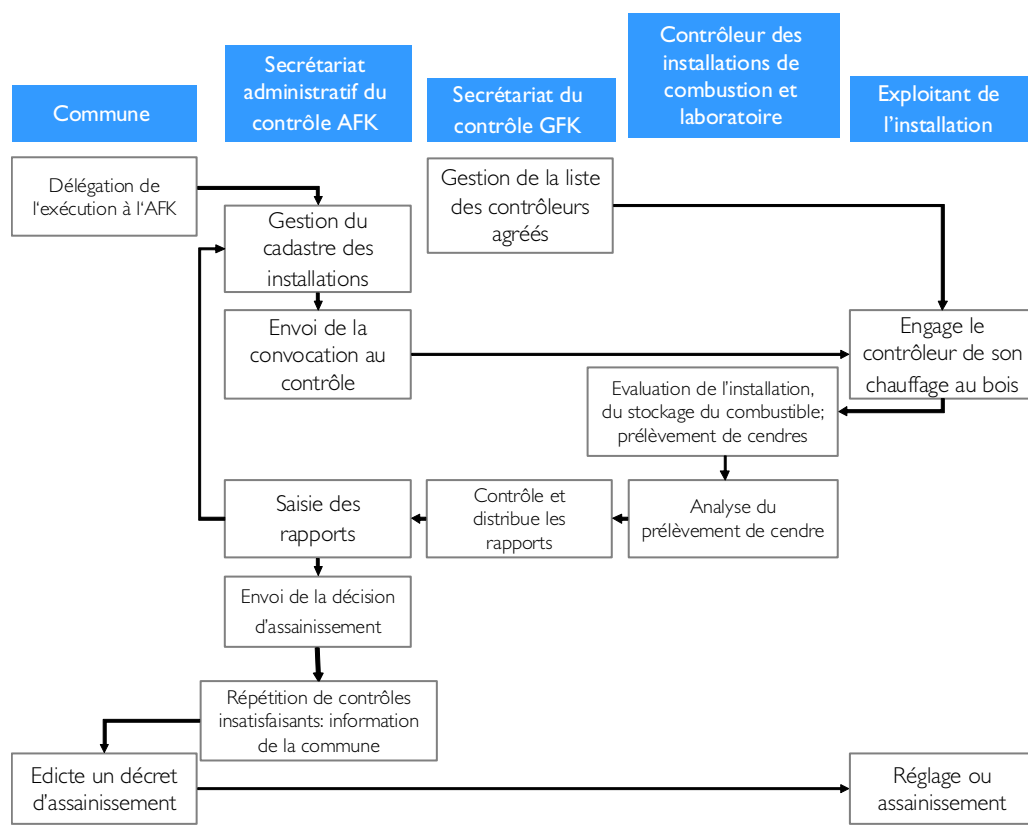 Commune
Secrétariat
administratif du
contrôle AFK
Secrétariat du
contrôle GFK
Contrôleur des
installations de
combustion et
laboratoire
Exploitant de
l'installation
Délégation de
l'exécution à l'AFK
Gestion du
cadastre des
installations
Gestion de la liste
des contrôleurs
agréés
Envoi de la
convocation au
contrôle
Engage le
contrôleur de son
chauffage au bois
Evaluation de l'installation,
du stockage du combustible;
prélèvement de cendres
Saisie des
rapports
Contrôle et
distribue les
rapports
Analyse du
prélèvement de cendre
Envoi de la décision
d'assainissement
Répétition de contrôles
insatisfaisants: information
de la commune
Edicte un décret
d'assainissement
Réglage ou
assainissement